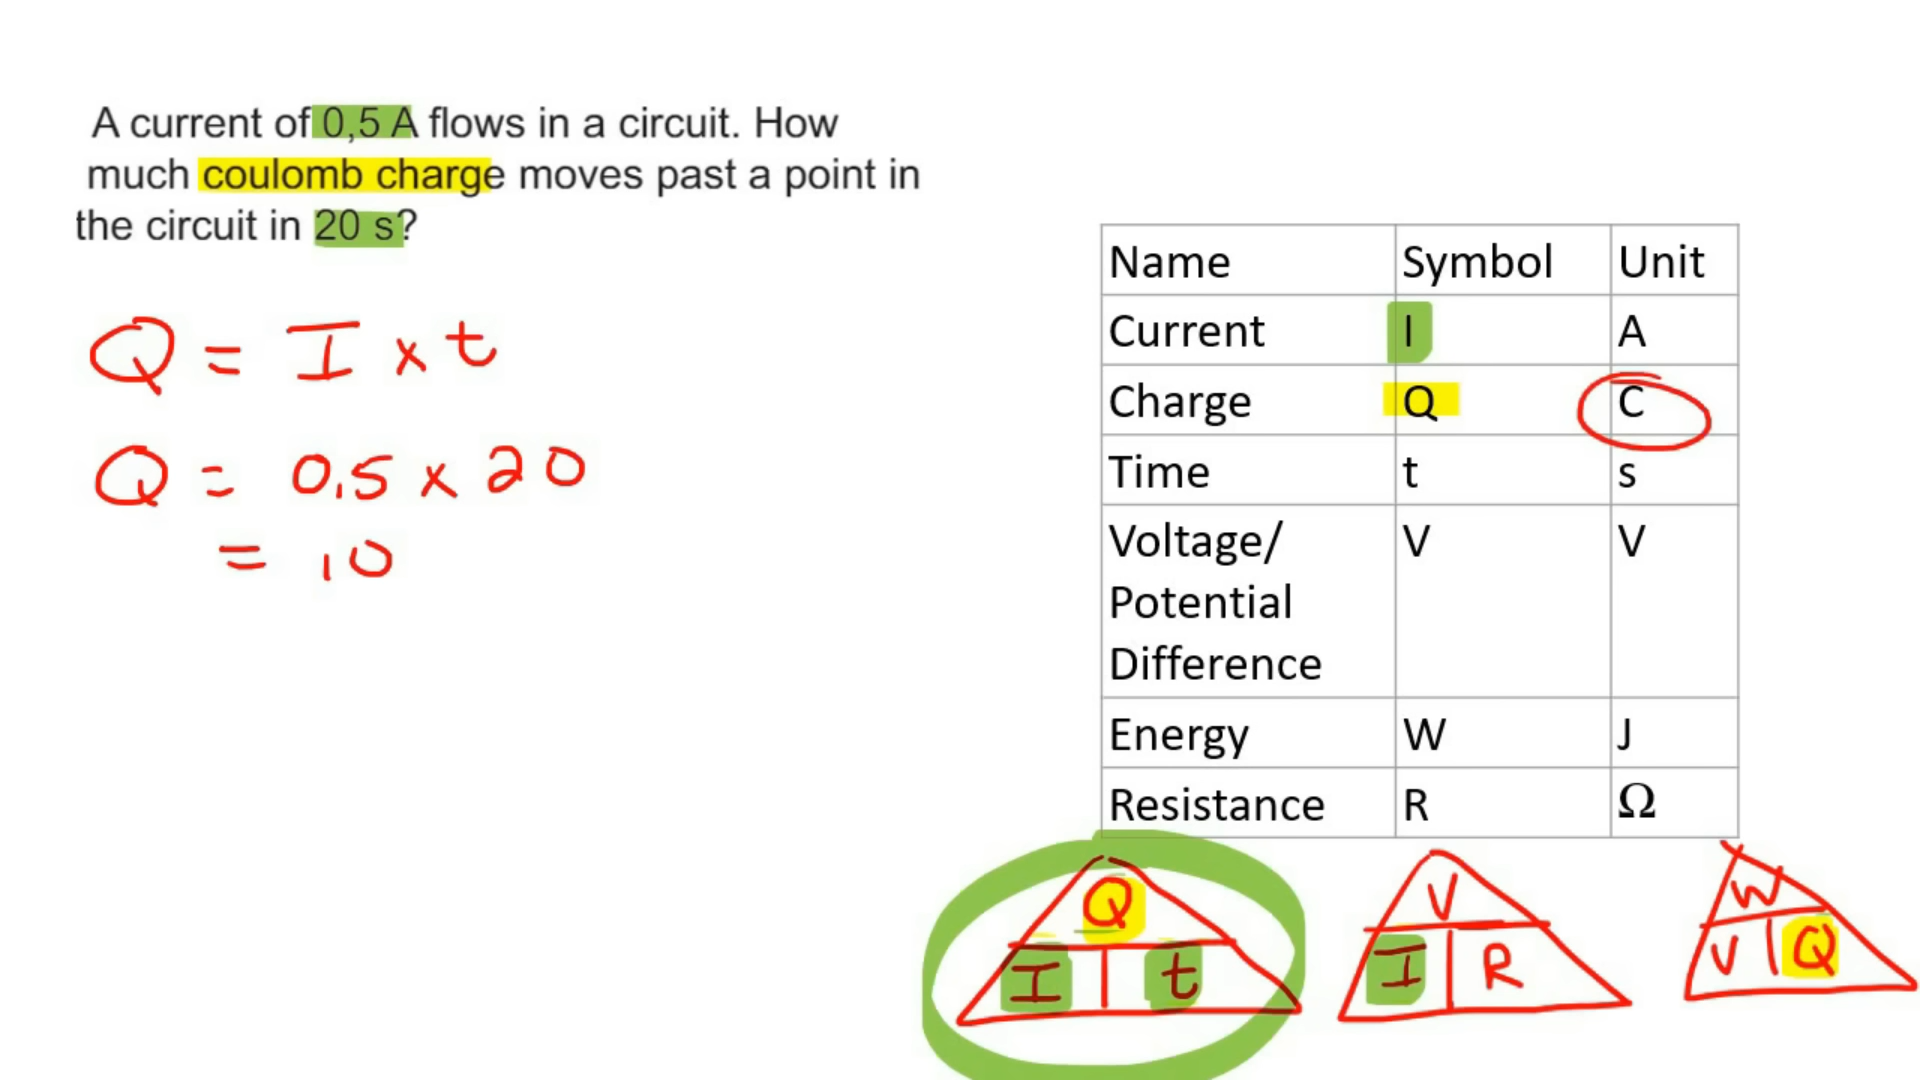 A current of 0,5 A flows in a circuit. How
much coulomb charge moves past a point in
the circuit in 20 s?
Q = I x t
Q = 0,5 x 20
= 10
Name Symbol Unit
Current I A
Charge Q C
Time t s
Voltage/ V V
Potential
Difference
Energy W J
Resistance R Ω
Q
I t
V
I R
W
V Q